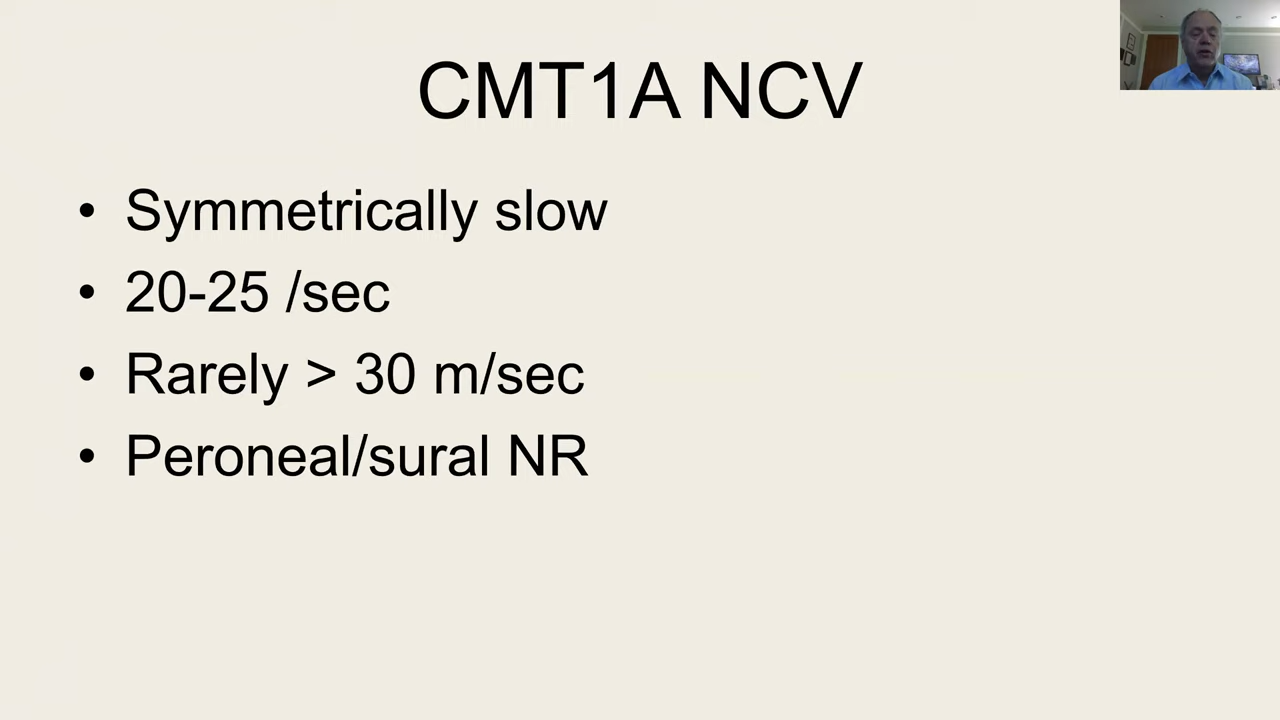 CMT1A NCV
• Symmetrically slow
• 20-25 /sec
• Rarely > 30 m/sec
• Peroneal/sural NR